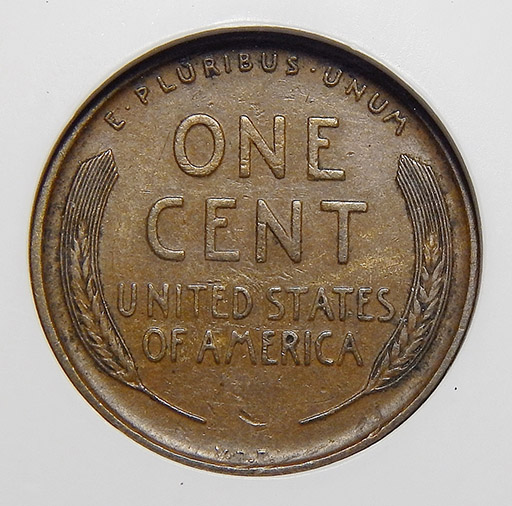 E·PLURIBUS·UNUM
ONE
CENT
UNITED STATES
OF AMERICA